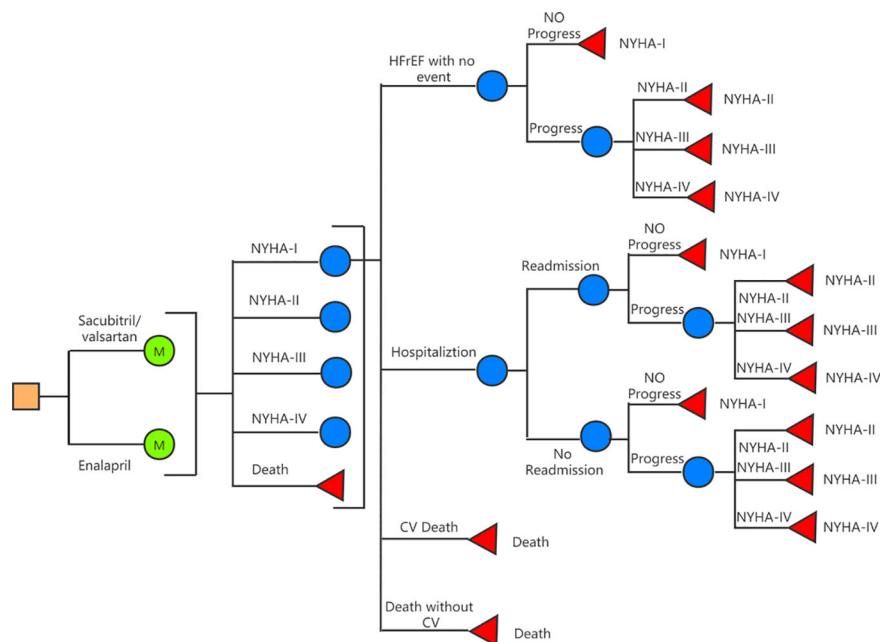 Sacubitril/
valsartan
M
M
Enalapril
NYHA-I
NYHA-II
NYHA-III
NYHA-IV
Death
HFrEF with no
event
NO
Progress
NYHA-I
Progress
NYHA-II
NYHA-II
NYHA-III
NYHA-III
NYHA-IV
NYHA-IV
Hospitaliztion
Readmission
NO
Progress
NYHA-I
Progress
NYHA-II
NYHA-II
NYHA-III
NYHA-III
NYHA-IV
NYHA-IV
No
Readmission
NO
Progress
NYHA-I
Progress
NYHA-II
NYHA-II
NYHA-III
NYHA-III
NYHA-IV
NYHA-IV
CV Death
Death
Death without
CV
Death